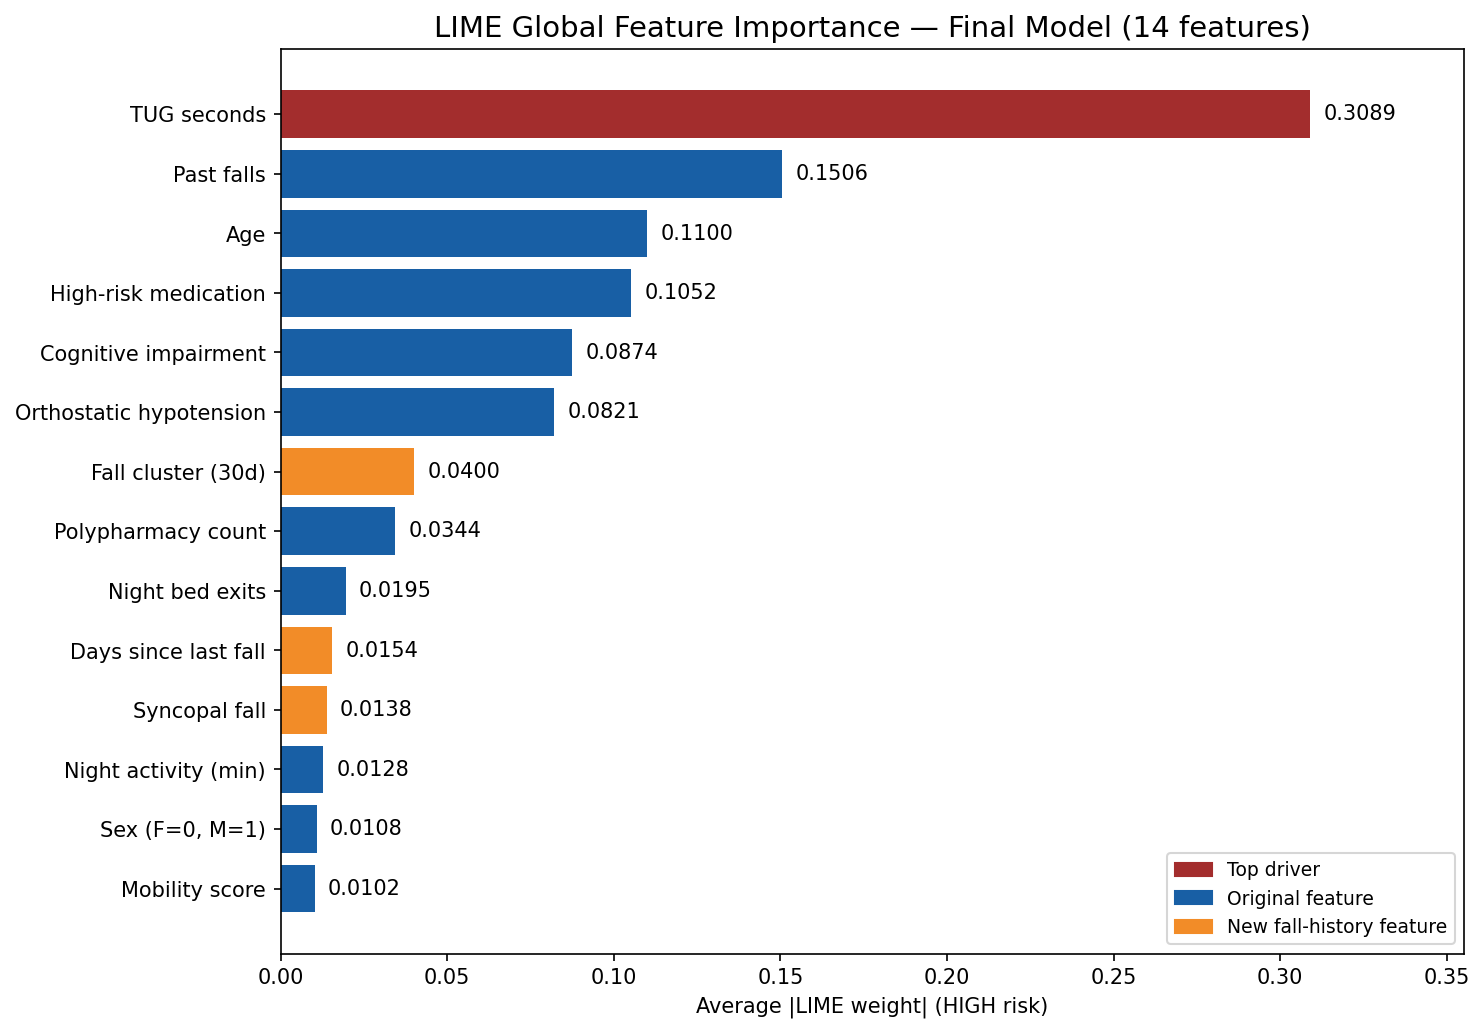 LIME Global Feature Importance — Final Model (14 features)
TUG seconds 0.3089
Past falls 0.1506
Age 0.1100
High-risk medication 0.1052
Cognitive impairment 0.0874
Orthostatic hypotension 0.0821
Fall cluster (30d) 0.0400
Polypharmacy count 0.0344
Night bed exits 0.0195
Days since last fall 0.0154
Syncopal fall 0.0138
Night activity (min) 0.0128
Sex (F=0, M=1) 0.0108
Mobility score 0.0102
Top driver
Original feature
New fall-history feature
0.00 0.05 0.10 0.15 0.20 0.25 0.30 0.35
Average |LIME weight| (HIGH risk)